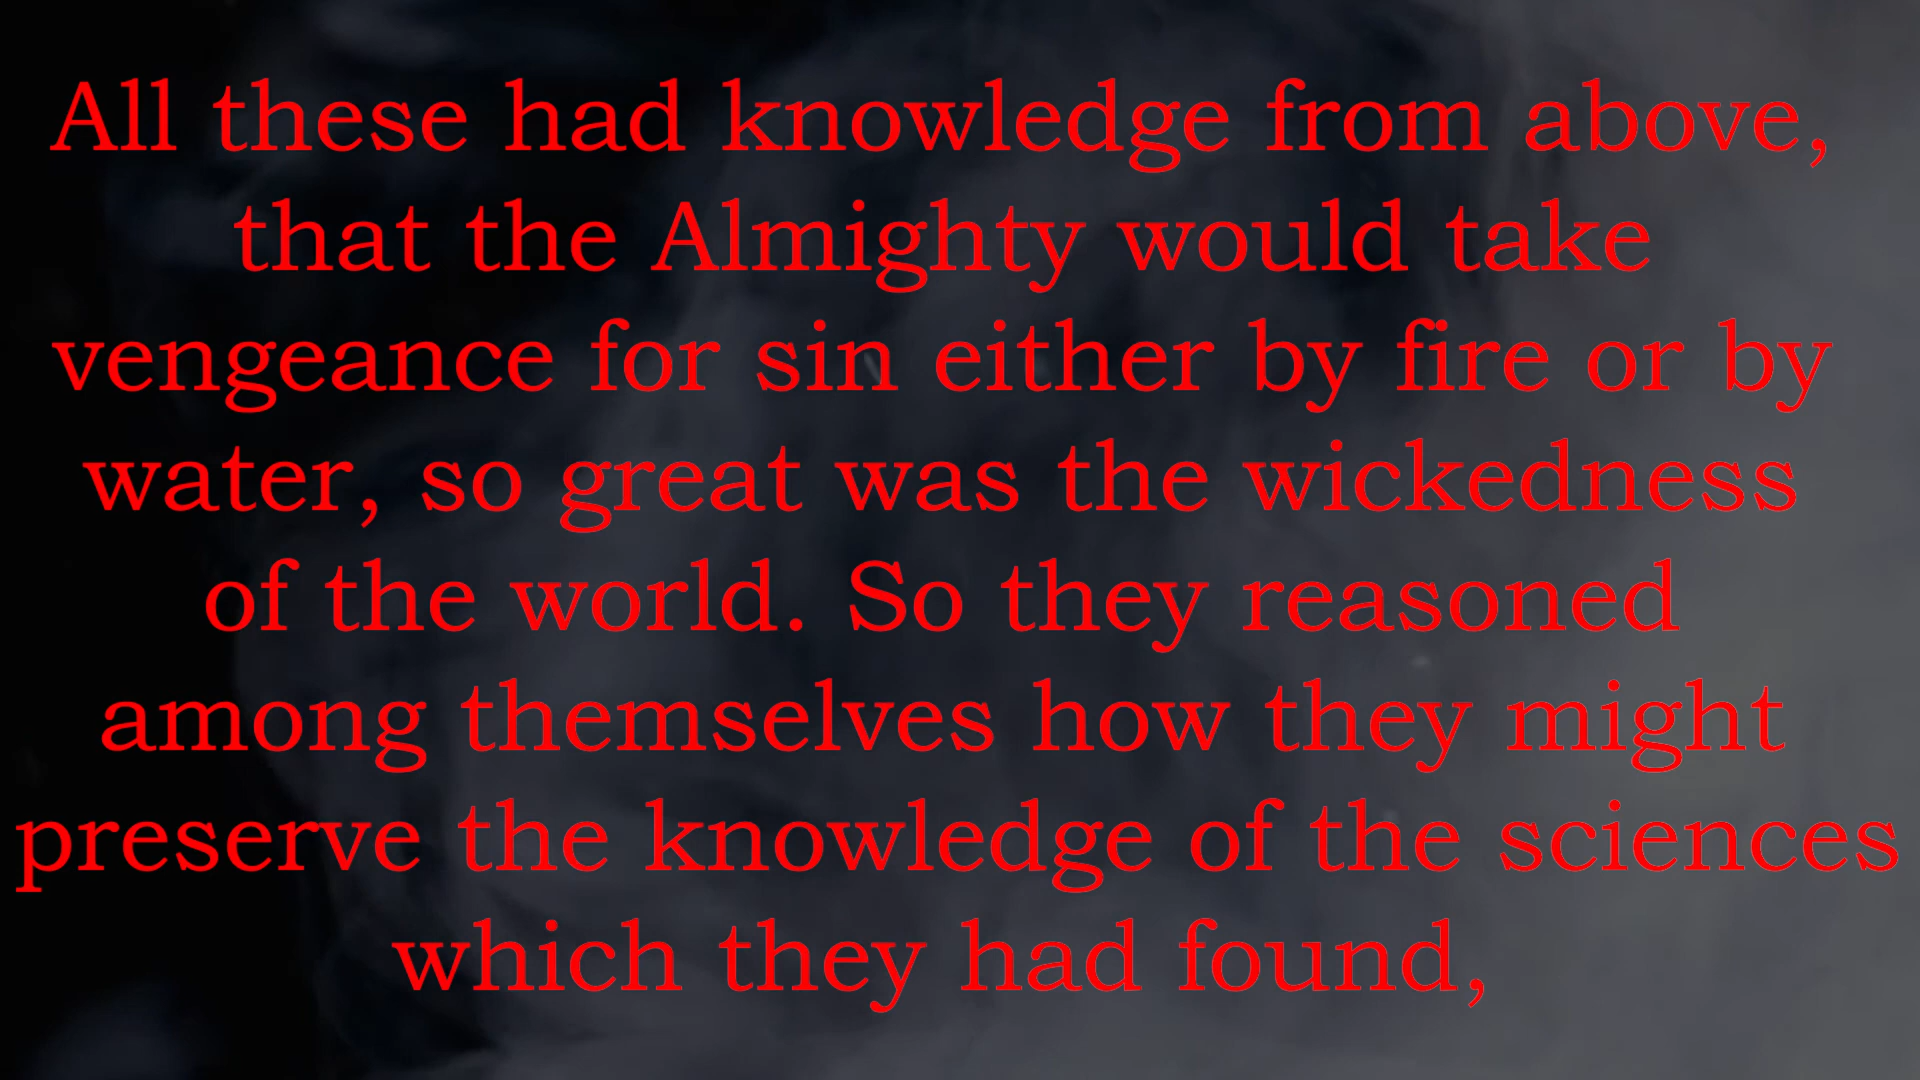 All these had knowledge from above,
that the Almighty would take
vengeance for sin either by fire or by
water, so great was the wickedness
of the world. So they reasoned
among themselves how they might
preserve the knowledge of the sciences
which they had found,